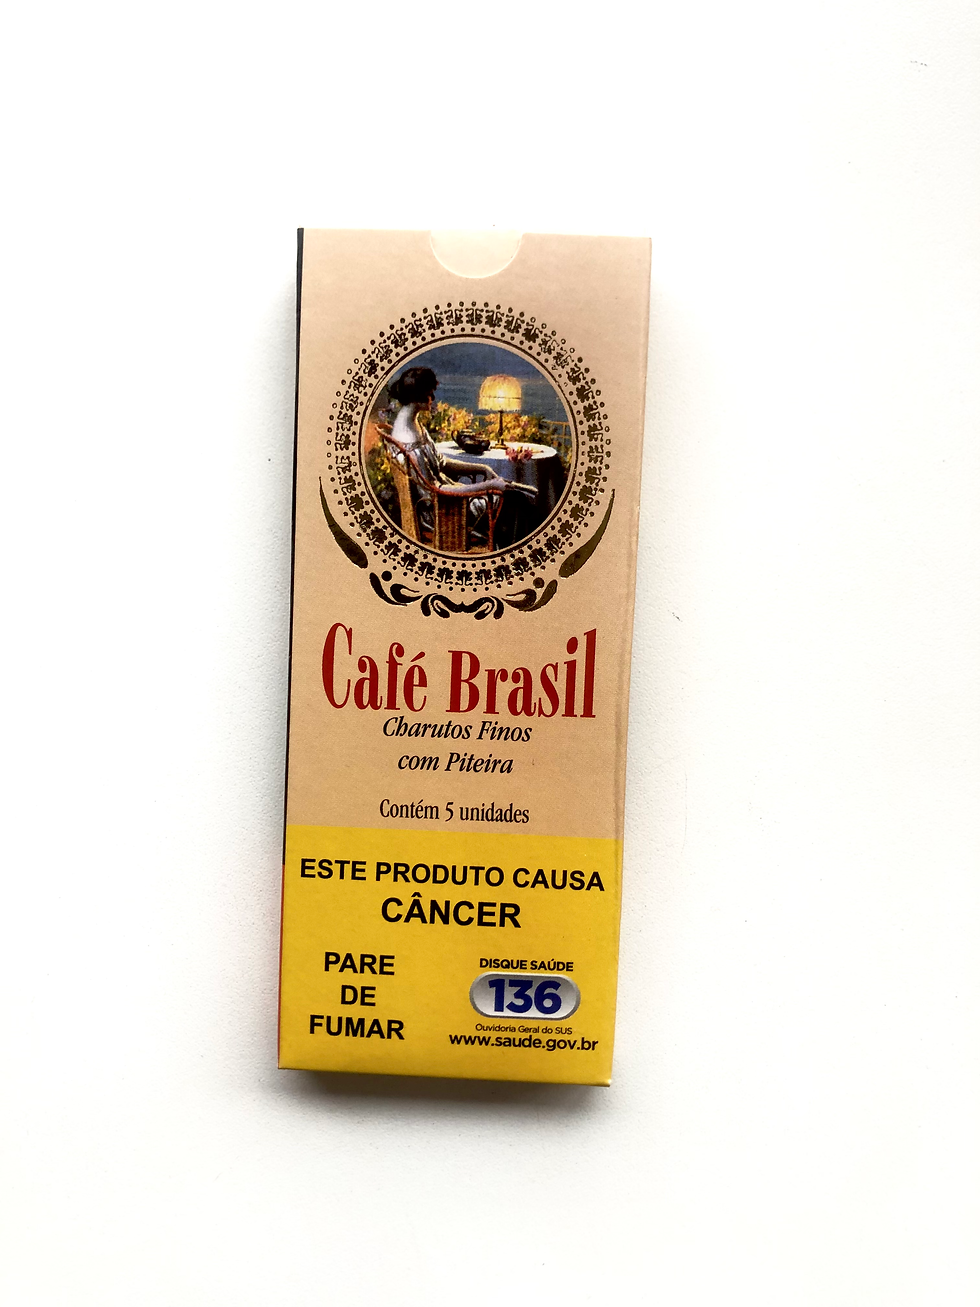 Café Brasil
Charutos Finos
com Piteira
Contém 5 unidades
ESTE PRODUTO CAUSA
CÂNCER
PARE
DE
FUMAR
DISQUE SAÚDE
136
Ouvidoria Geral do SUS
www.saude.gov.br